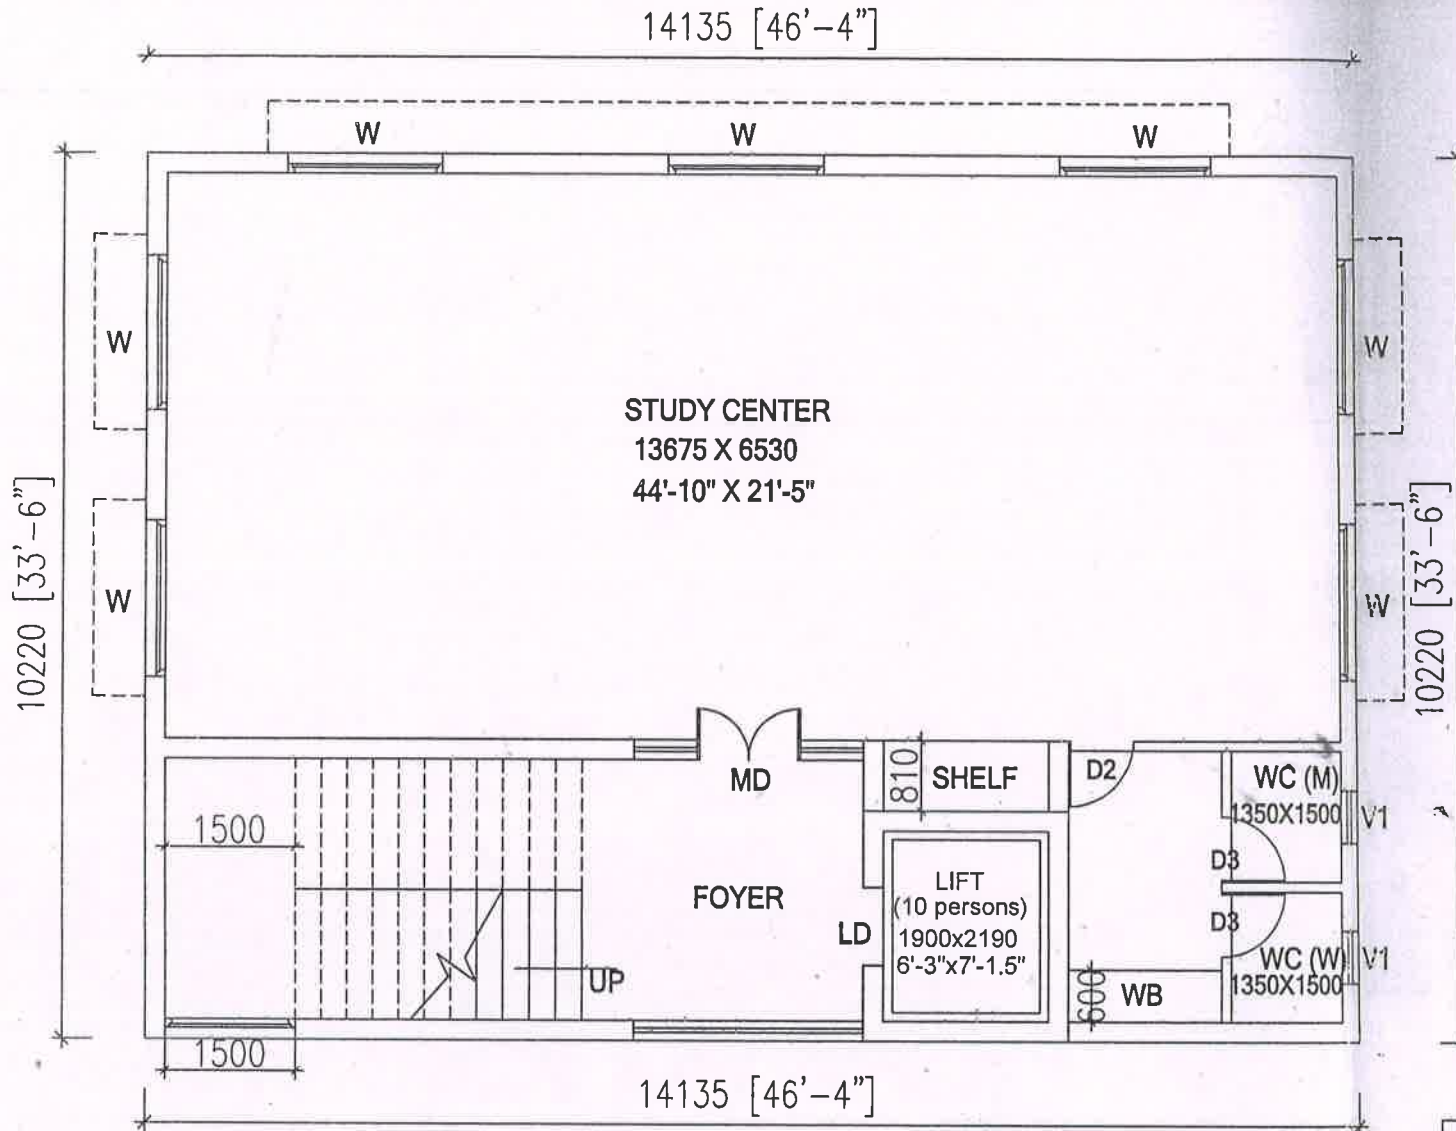 14135 [46'-4"]
W
W
W
W
W
STUDY CENTER
13675 X 6530
44'-10" X 21'-5"
10220 [33'-6"]
10220 [33'-6"]
W
W
MD
810
SHELF
D2
WC (M)
1350X1500
V1
1500
D3
FOYER
LIFT
(10 persons)
1900x2190
6'-3"x7'-1.5"
LD
D3
WC (W)
1350X1500
V1
UP
600
WB
1500
14135 [46'-4"]